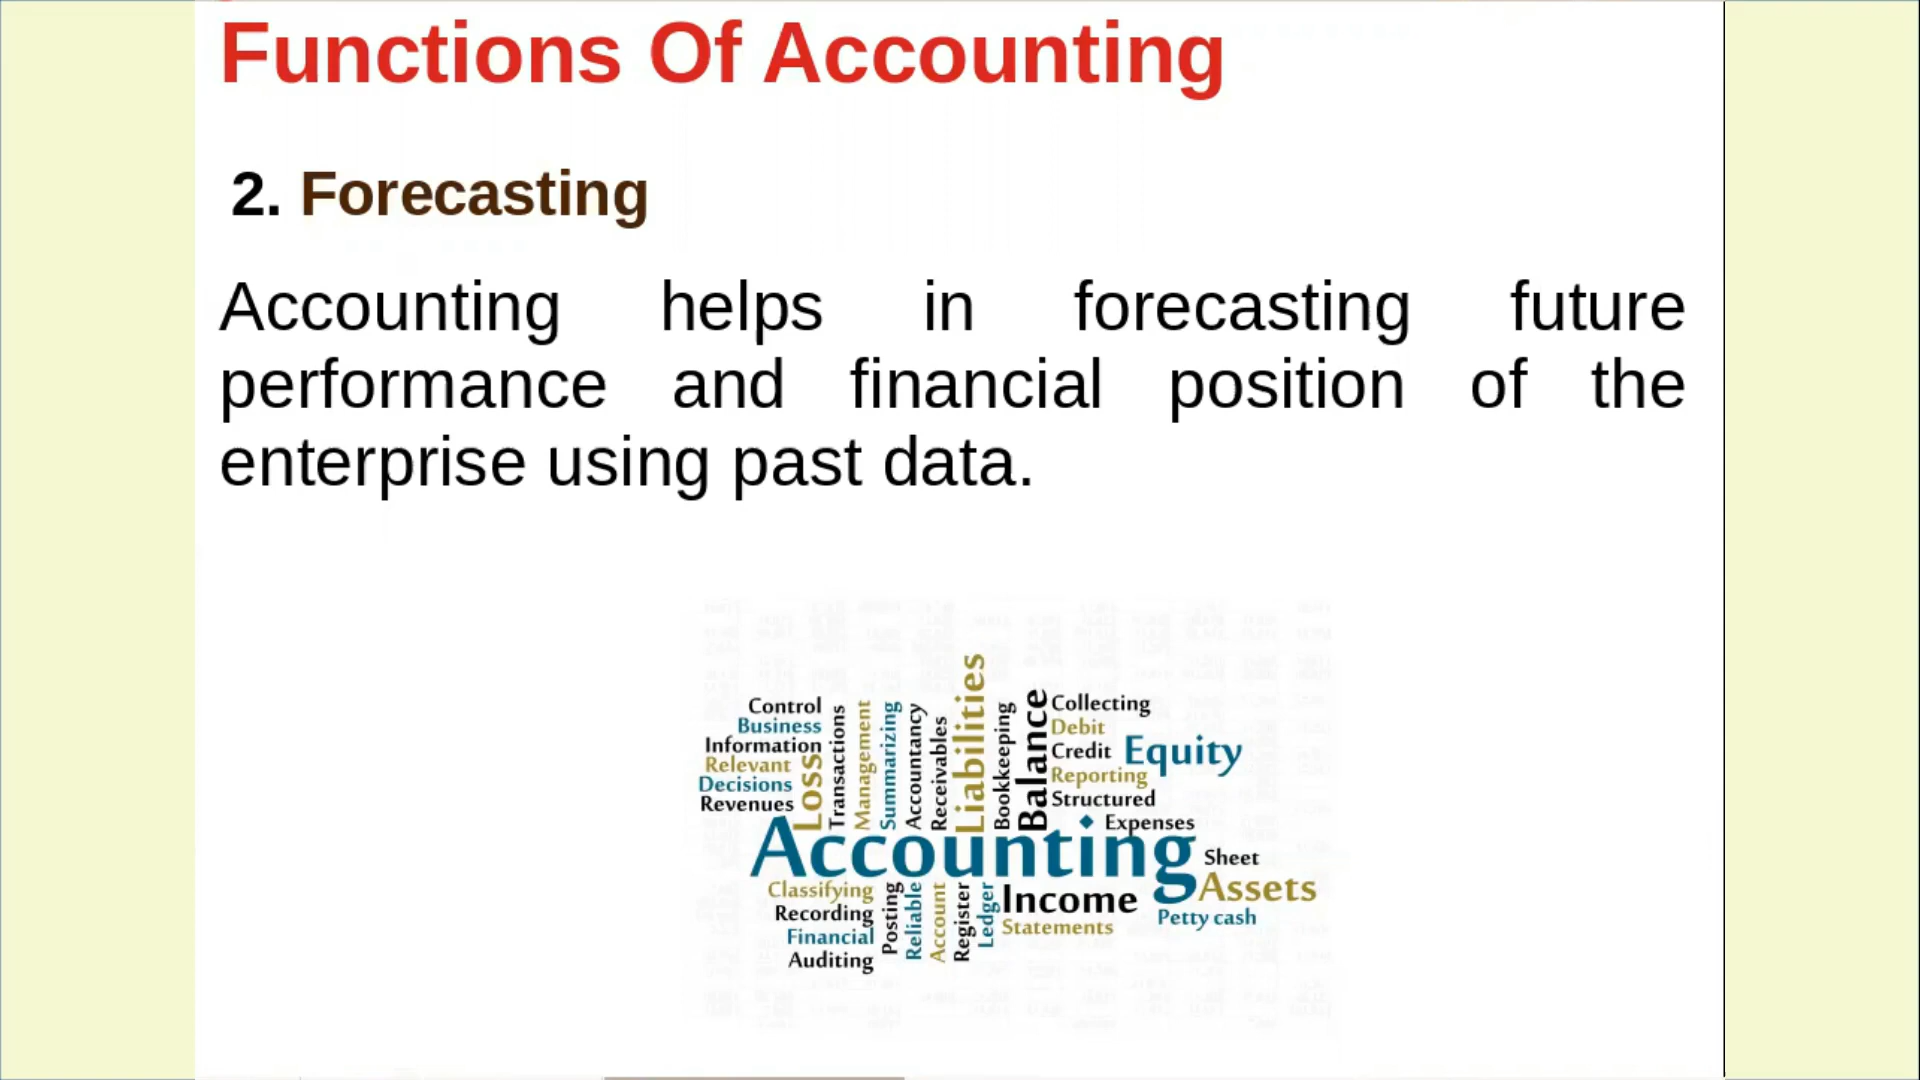 Functions Of Accounting
2. Forecasting
Accounting helps in forecasting future
performance and financial position of the
enterprise using past data.
Control
Business
Information
Relevant
Decisions
Revenues
Loss
Transactions
Management
Summarizing
Accountancy
Receivables
Liabilities
Bookkeeping
Balance
Collecting
Debit
Credit
Equity
Reporting
Structured
Expenses
Accounting
Sheet
Assets
Petty cash
Classifying
Recording
Financial
Auditing
Posting
Reliable
Account
Register
Ledger
Income
Statements